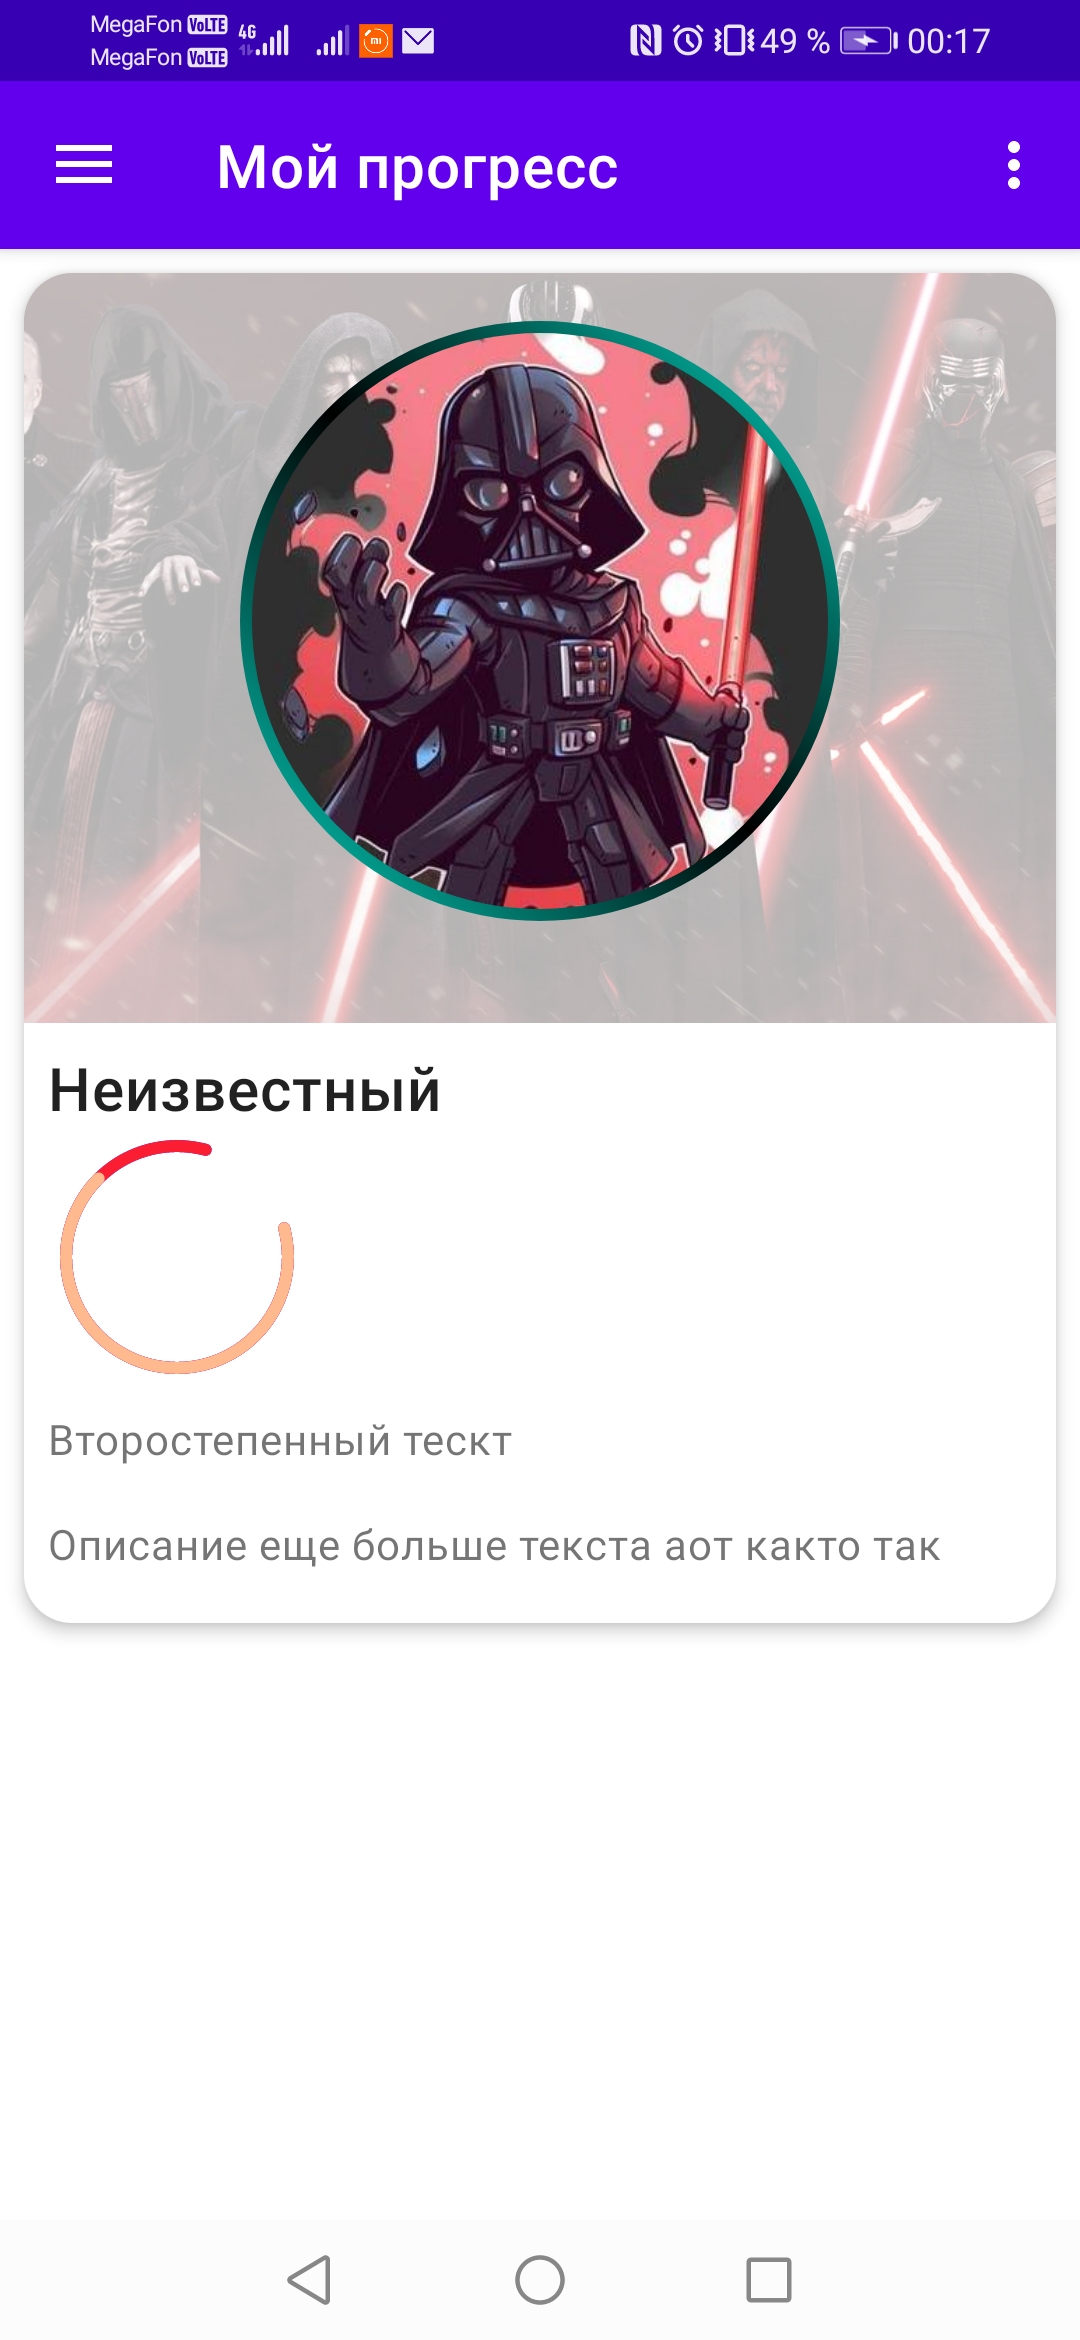 MegaFon VoLTE 4G 49 % 00:17
MegaFon VoLTE
Мой прогресс
Неизвестный
Второстепенный тескт
Описание еще больше текста аот както так